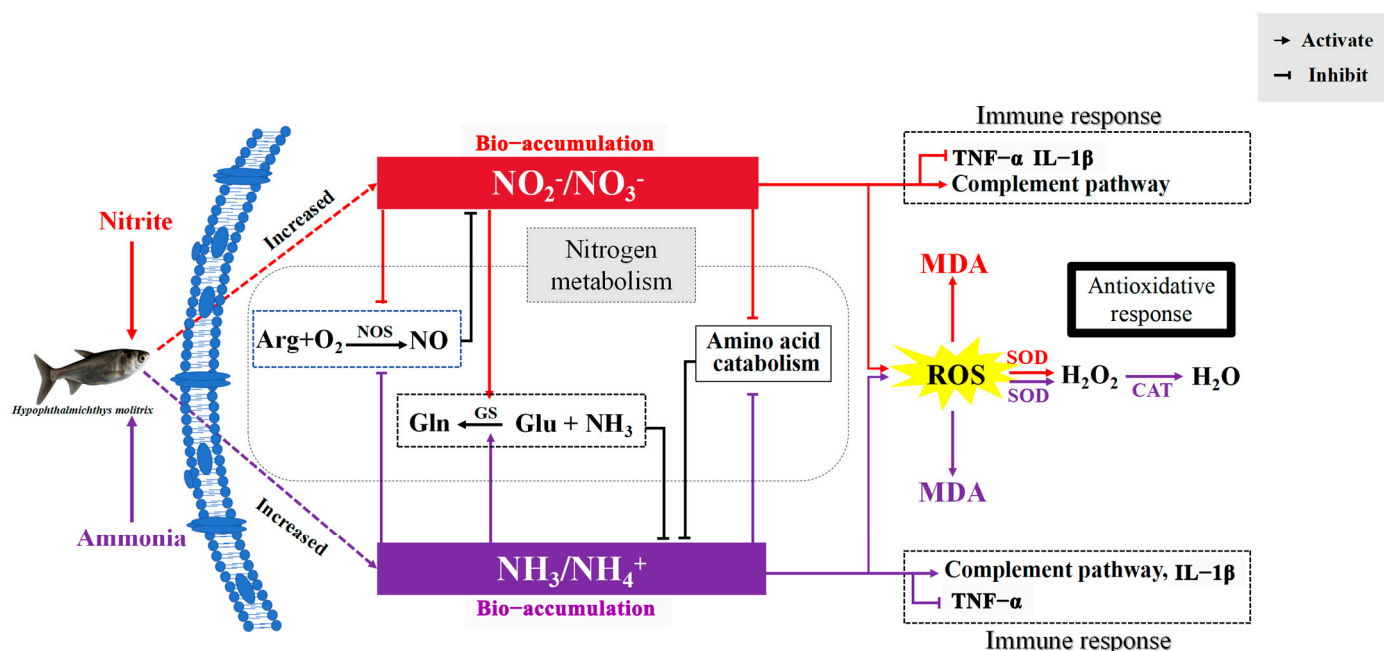 Activate
Inhibit
Immune response
Bio−accumulation
TNF−α IL−1β
NO₂⁻/NO₃⁻
Complement pathway
Increased
Nitrite
Nitrogen
metabolism
MDA
Antioxidative
response
Arg+O₂ NOS NO
Amino acid
catabolism
ROS
SOD
SOD
H₂O₂
CAT
H₂O
Hypophthalmichthys molitrix
Gln GS Glu + NH₃
MDA
Increased
Ammonia
NH₃/NH₄⁺
Complement pathway, IL−1β
TNF−α
Bio−accumulation
Immune response